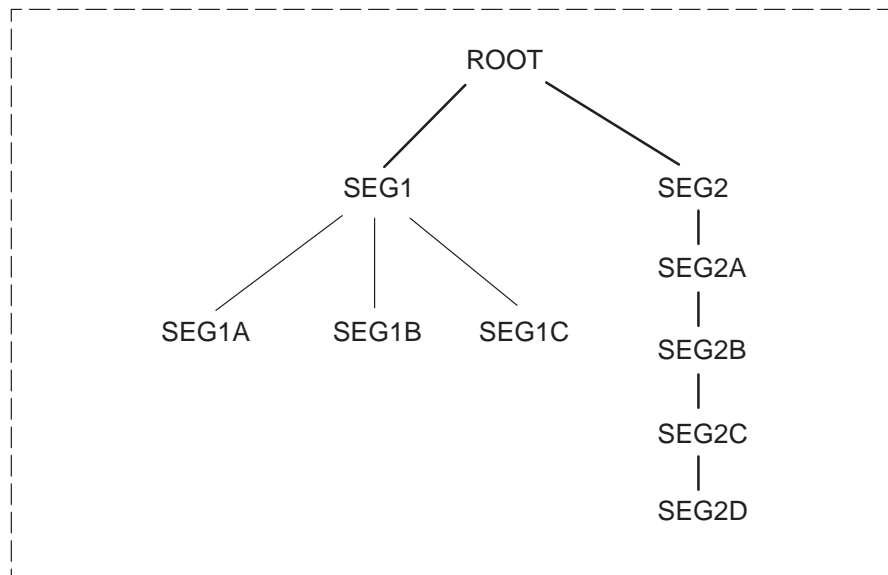 ROOT
SEG1 SEG2
SEG2A
SEG1A SEG1B SEG1C
SEG2B
SEG2C
SEG2D